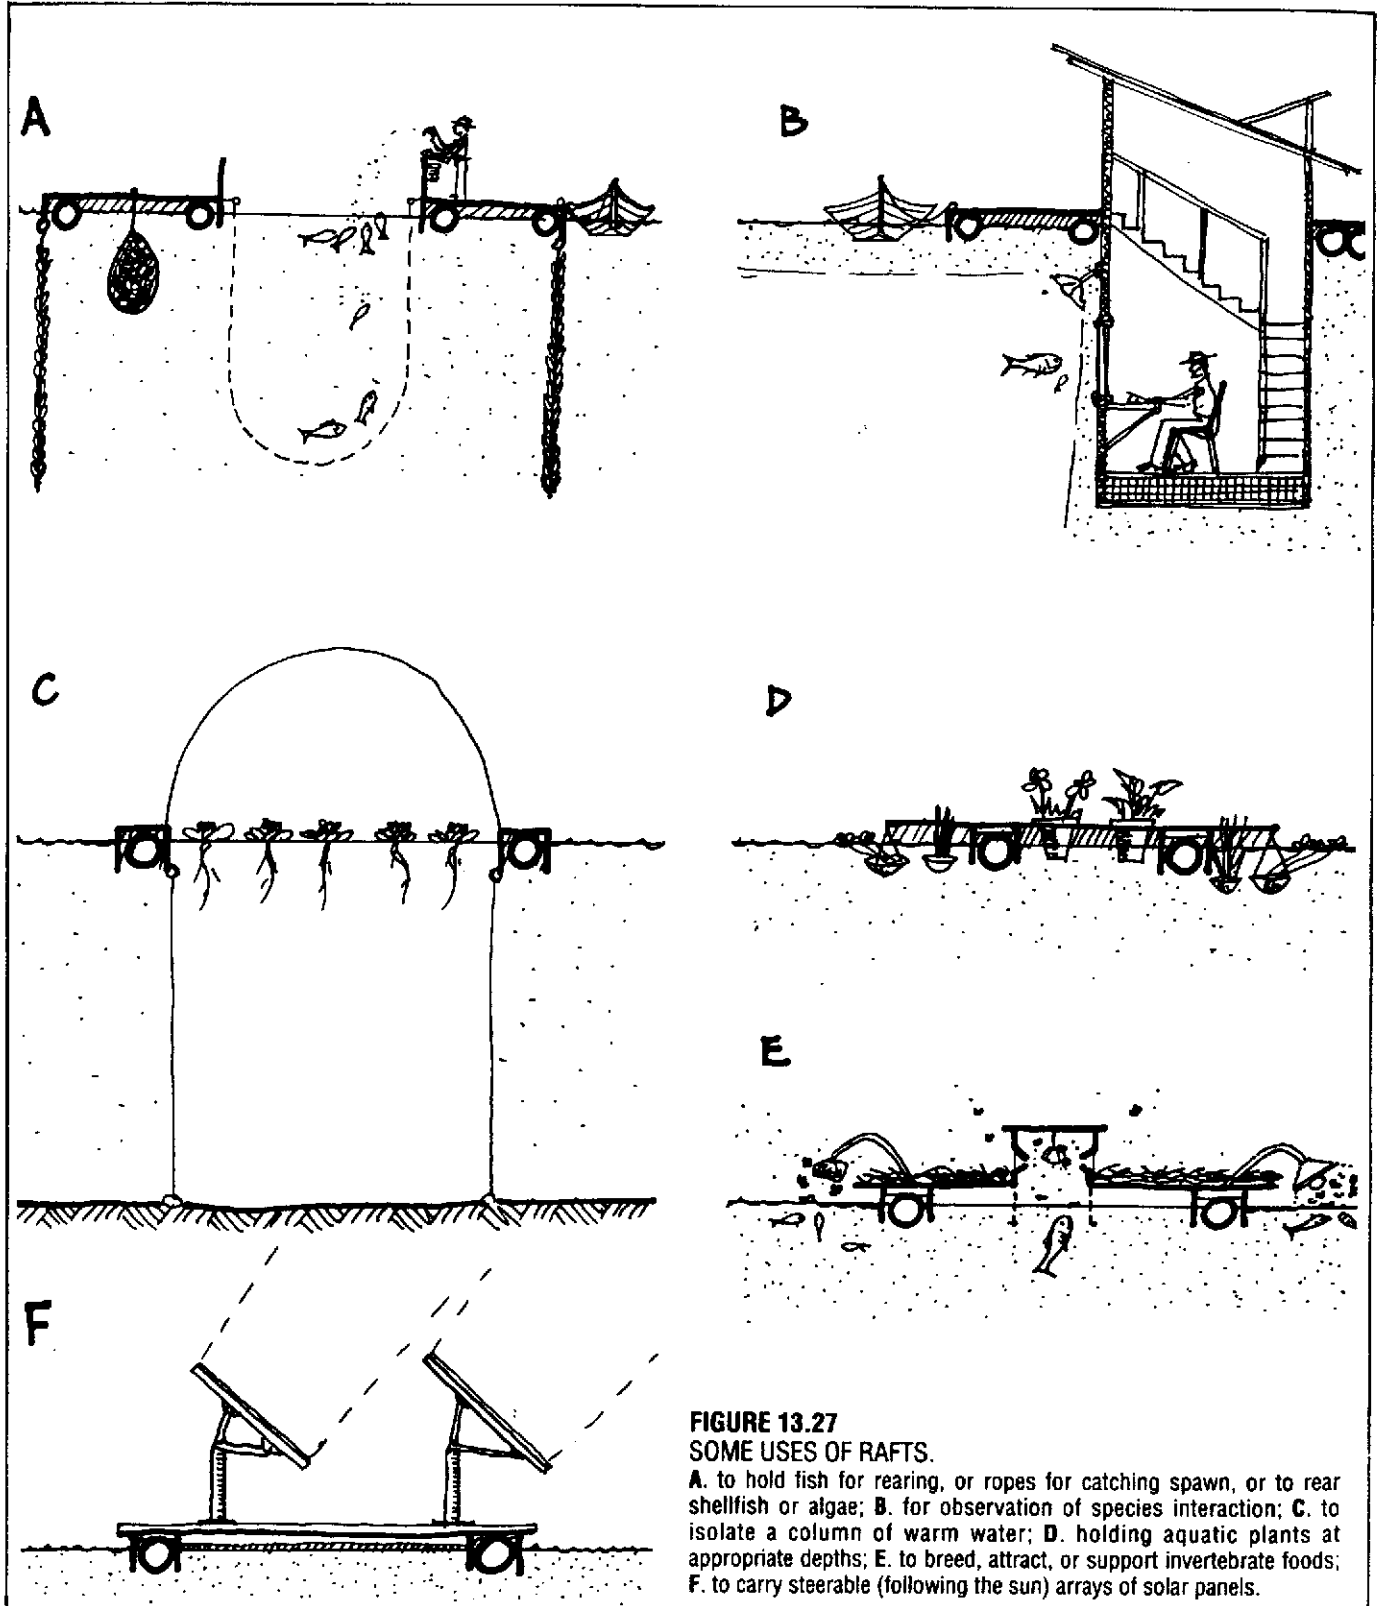 A
B
C
D
E
F
FIGURE 13.27
SOME USES OF RAFTS.
A. to hold fish for rearing, or ropes for catching spawn, or to rear
shellfish or algae; B. for observation of species interaction; C. to
isolate a column of warm water; D. holding aquatic plants at
appropriate depths; E. to breed, attract, or support invertebrate foods;
F. to carry steerable (following the sun) arrays of solar panels.